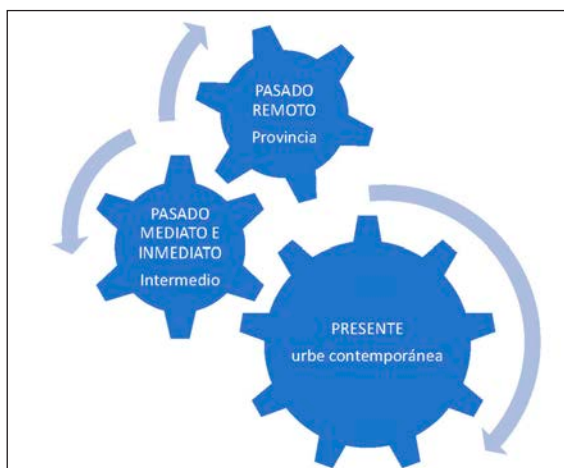 PASADO
REMOTO
Provincia
PASADO
MEDIATO E
INMEDIATO
Intermedio
PRESENTE
urbe contemporánea